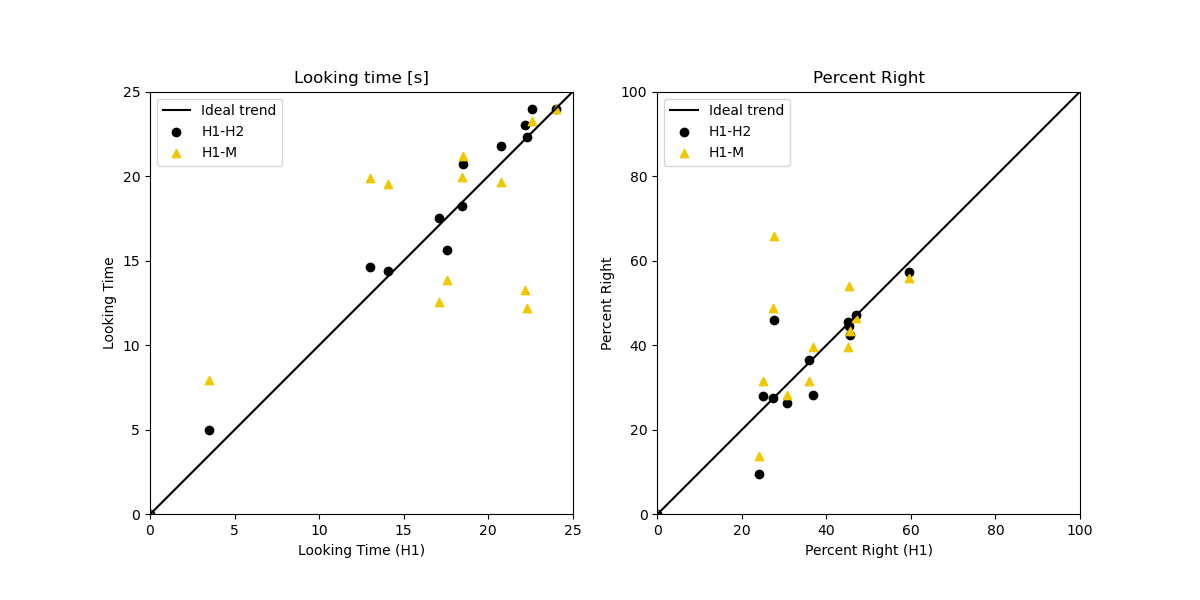 Looking time [s]
Ideal trend
H1-H2
H1-M
25
20
15
10
5
0
0 5 10 15 20 25
Looking Time
Looking Time (H1)
Percent Right
Ideal trend
H1-H2
H1-M
100
80
60
40
20
0
0 20 40 60 80 100
Percent Right
Percent Right (H1)